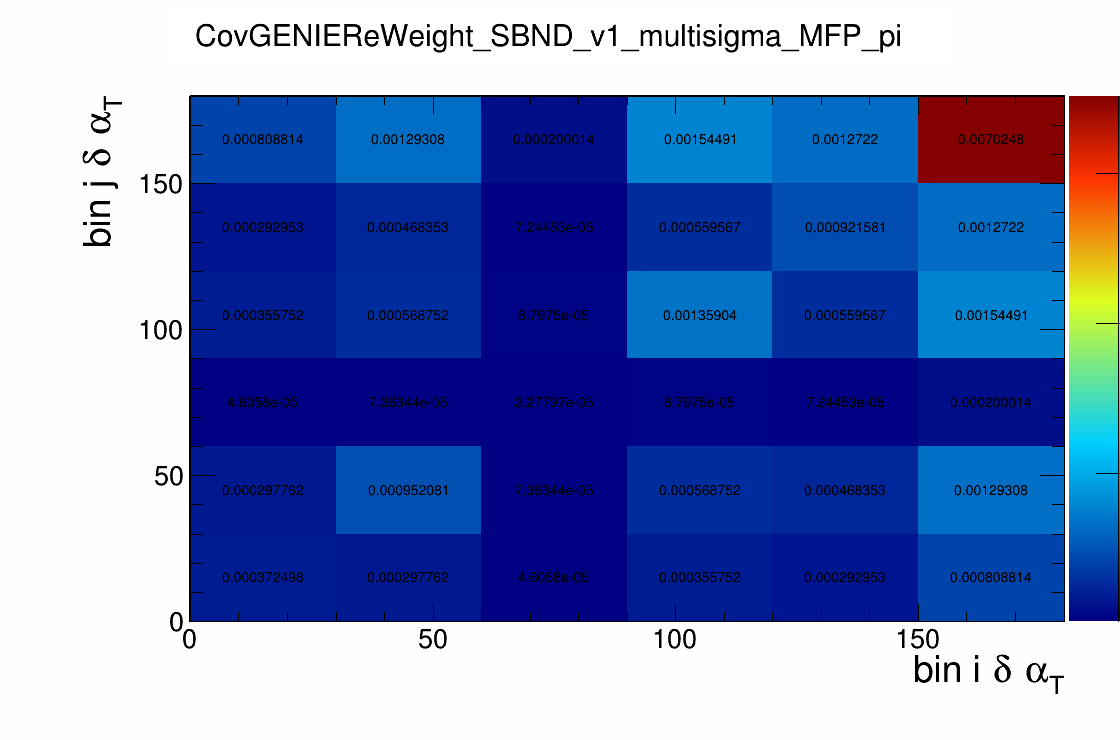 CovGENIEReWeight_SBND_v1_multisigma_MFP_pi
bin j δ α_T
0.000808814 0.00129308 0.000200014 0.00154491 0.0012722 0.0070248
150
0.000292953 0.000468353 7.24453e-05 0.000559567 0.000921581 0.0012722
0.000355752 0.000568752 8.7975e-05 0.00135904 0.000559567 0.00154491
100
4.6058e-05 7.36344e-05 2.27797e-05 8.7975e-05 7.24453e-05 0.000200014
50
0.000297762 0.000952081 7.36344e-05 0.000568752 0.000468353 0.00129308
0.000372498 0.000297762 4.6058e-05 0.000355752 0.000292953 0.000808814
0
0 50 100 150
bin i δ α_T